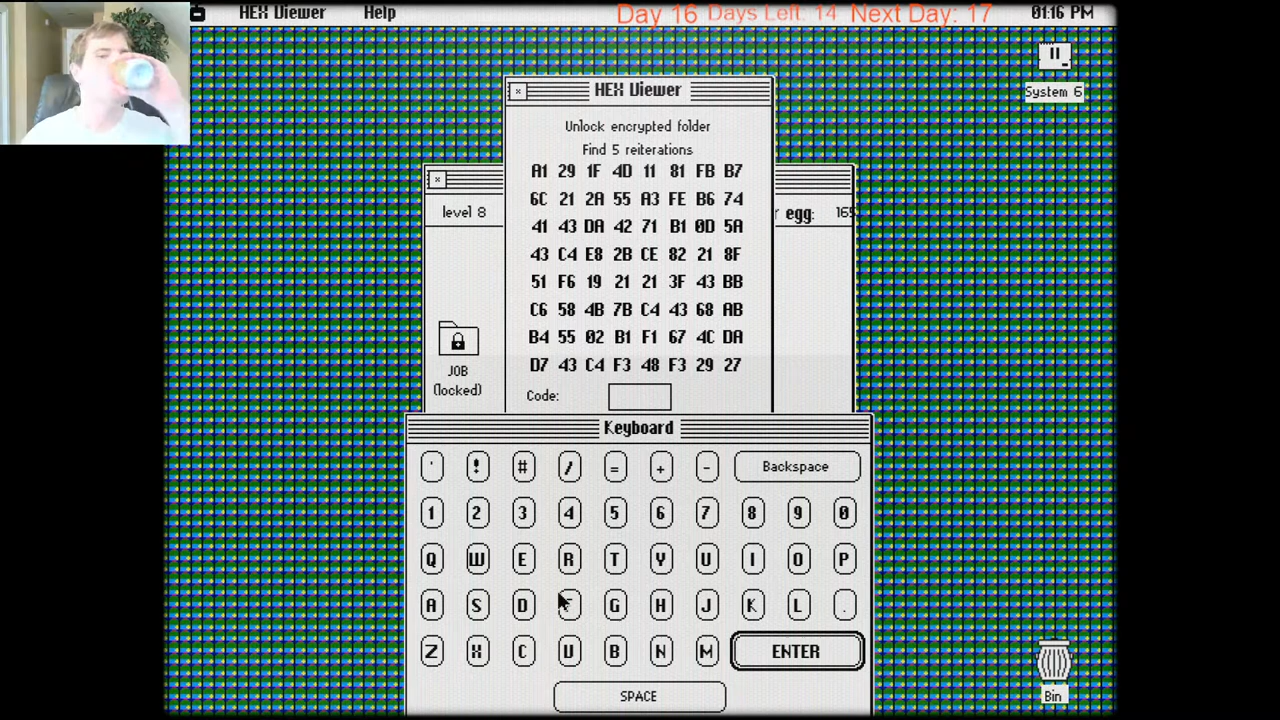 HEX Viewer Help Day 16 Days Left: 14 Next Day: 17 01:16 PM
System 6
HEX Viewer
Unlock encrypted folder
Find 5 reiterations
A1 29 1F 4D 11 81 FB B7
6C 21 2A 55 A3 FE B6 74
41 43 DA 42 71 B1 0D 5A
43 C4 E8 2B CE 82 21 8F
51 F6 19 21 21 3F 43 BB
C6 58 4B 7B C4 43 68 AB
B4 55 02 B1 F1 67 4C DA
D7 43 C4 F3 48 F3 29 27
Code:
level 8
r egg: 165
JOB
(locked)
Keyboard
' ! # / = + - Backspace
1 2 3 4 5 6 7 8 9 0
Q W E R T Y U I O P
A S D G H J K L .
Z X C V B N M ENTER
SPACE
Bin